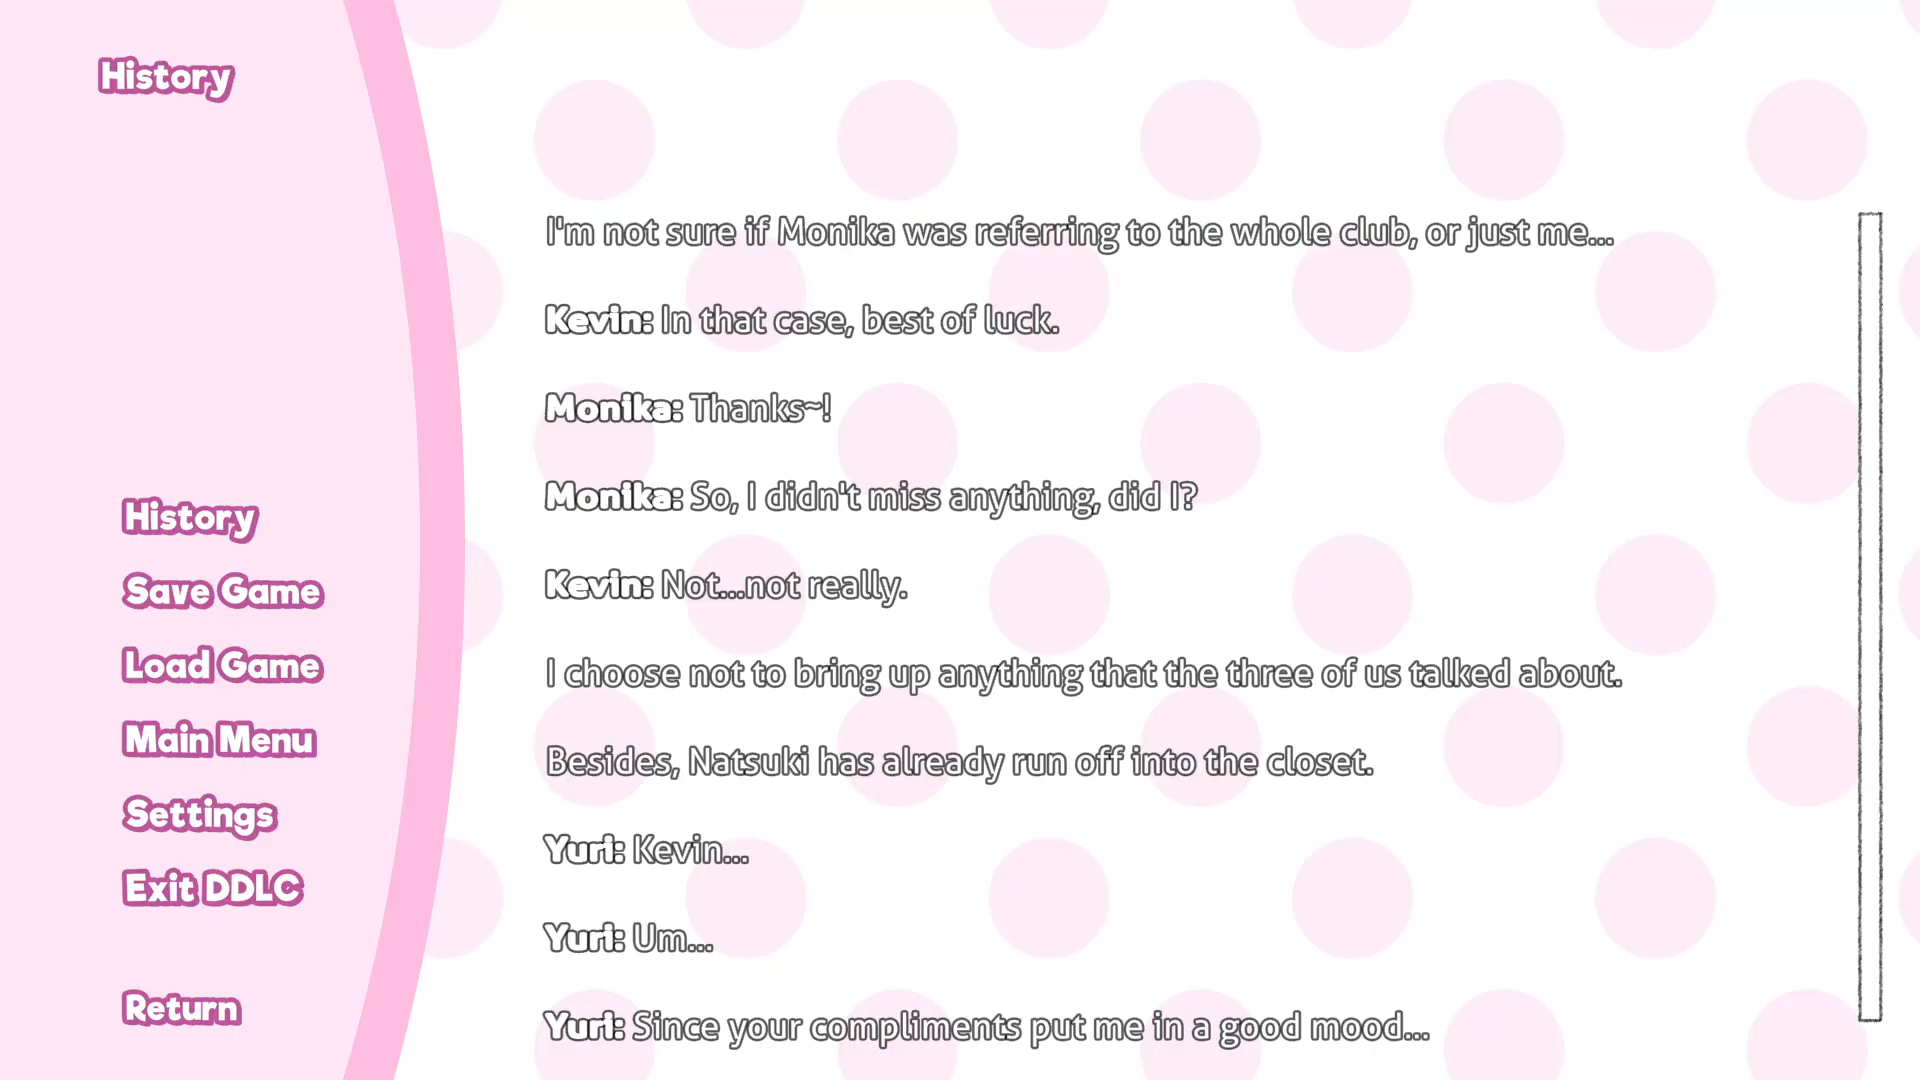 History
History
Save Game
Load Game
Main Menu
Settings
Exit DDLC
Return
I'm not sure if Monika was referring to the whole club, or just me...
Kevin: In that case, best of luck.
Monika: Thanks~!
Monika: So, I didn't miss anything, did I?
Kevin: Not...not really.
I choose not to bring up anything that the three of us talked about.
Besides, Natsuki has already run off into the closet.
Yuri: Kevin...
Yuri: Um...
Yuri: Since your compliments put me in a good mood...